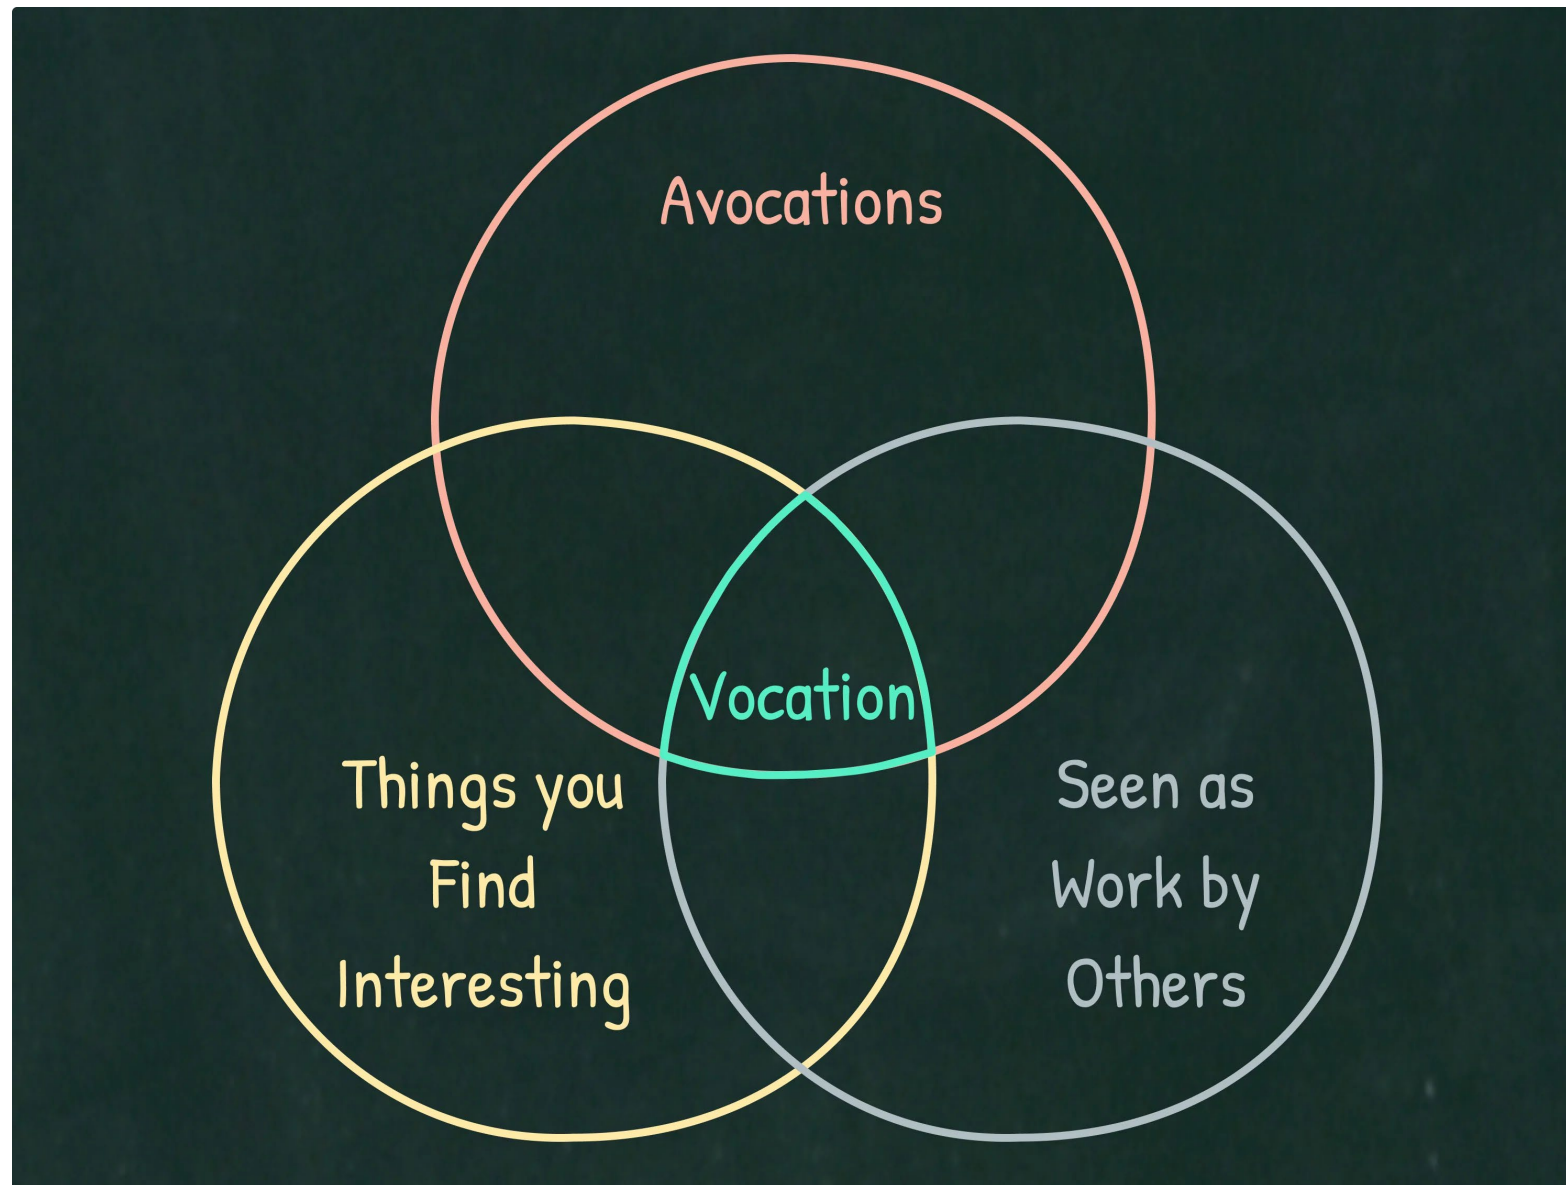 Avocations
Vocation
Things you
Find
Interesting
Seen as
Work by
Others